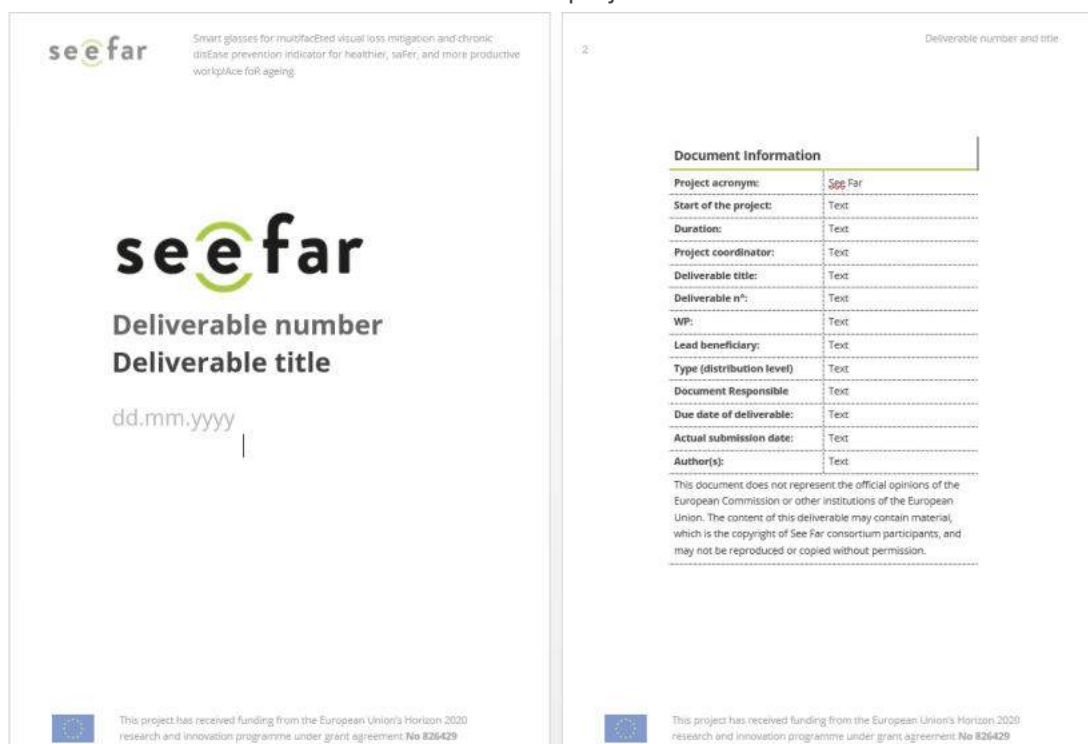 seefar
Smart glasses for multifacEted visual loss mitigation and chronic
disEase prevention indicator for healthier, saFer, and more productive
workplAce foR ageing.
seefar
Deliverable number
Deliverable title
dd.mm.yyyy
This project has received funding from the European Union's Horizon 2020
research and innovation programme under grant agreement No 826429
2
Deliverable number and title
Document Information
Project acronym: See Far
Start of the project: Text
Duration: Text
Project coordinator: Text
Deliverable title: Text
Deliverable nº: Text
WP: Text
Lead beneficiary: Text
Type (distribution level) Text
Document Responsible Text
Due date of deliverable: Text
Actual submission date: Text
Author(s): Text
This document does not represent the official opinions of the
European Commission or other institutions of the European
Union. The content of this deliverable may contain material,
which is the copyright of See Far consortium participants, and
may not be reproduced or copied without permission.
This project has received funding from the European Union's Horizon 2020
research and innovation programme under grant agreement No 826429